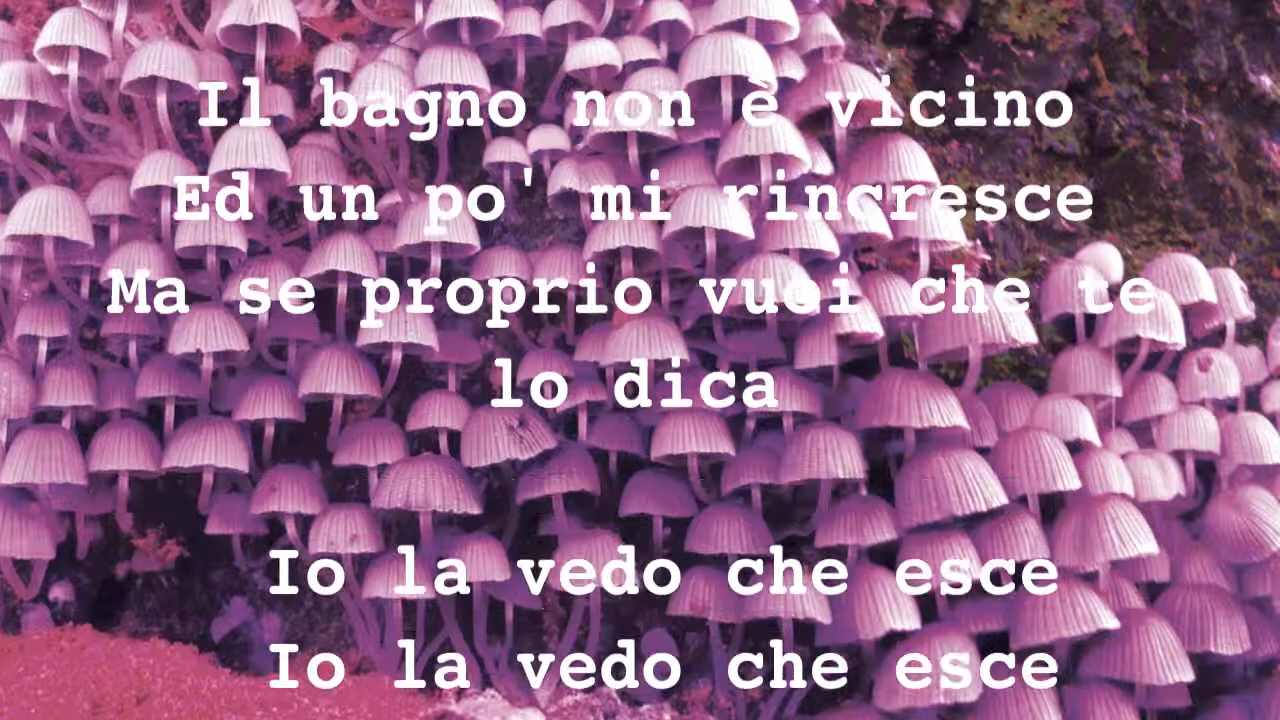 Il bagno non è vicino
Ed un po' mi rincresce
Ma se proprio vuoi che te
lo dica
Io la vedo che esce
Io la vedo che esce